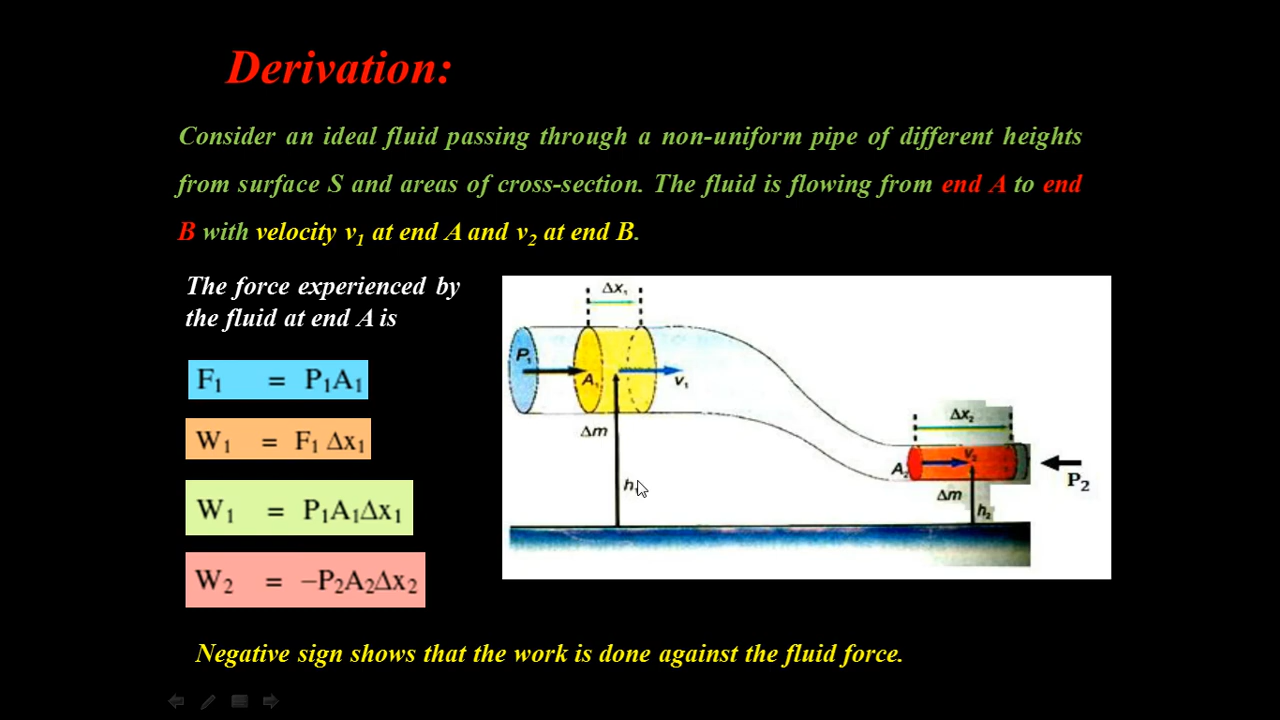 Derivation:
Consider an ideal fluid passing through a non-uniform pipe of different heights
from surface S and areas of cross-section. The fluid is flowing from end A to end
B with velocity v₁ at end A and v₂ at end B.
The force experienced by
the fluid at end A is
F₁ = P₁A₁
W₁ = F₁ Δx₁
W₁ = P₁A₁Δx₁
W₂ = –P₂A₂Δx₂
Δx₁
P₁
A₁
v₁
Δm
h₁
Δx₂
A₂
v₂
P₂
Δm
h₂
Negative sign shows that the work is done against the fluid force.